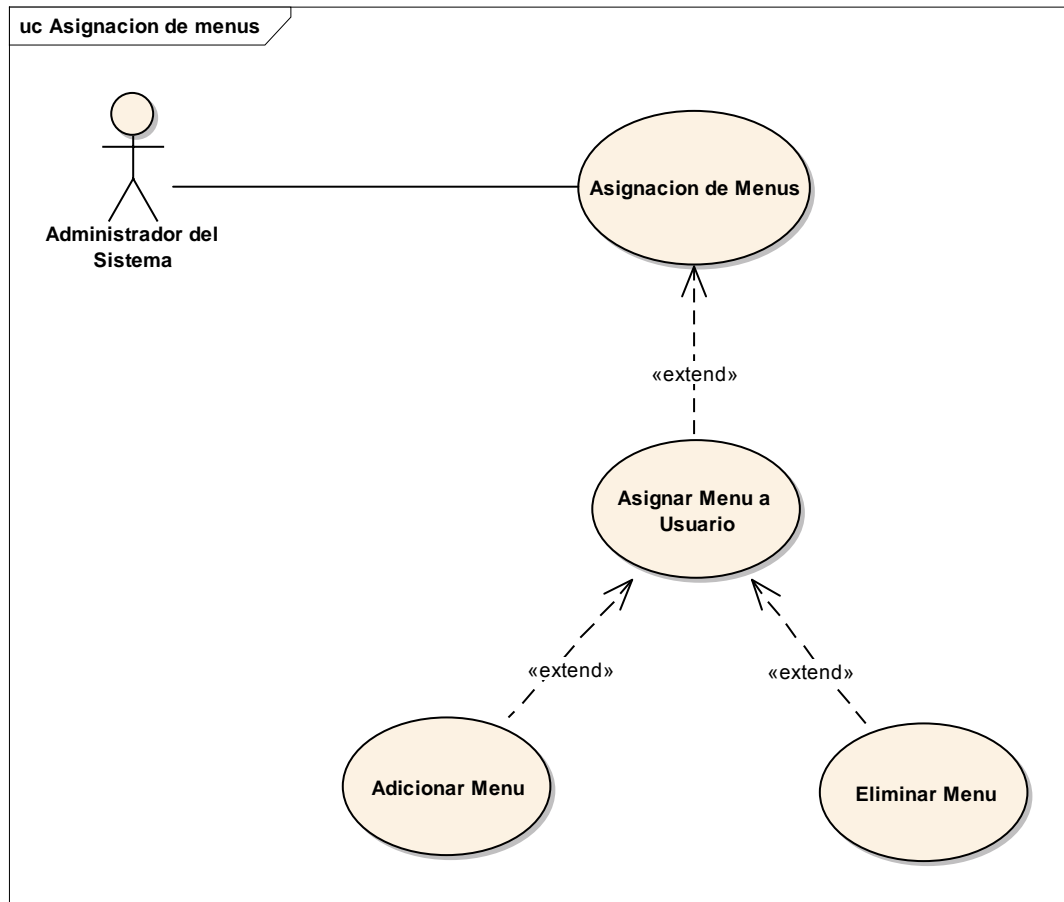 uc Asignacion de menus
Administrador del
Sistema
Asignacion de Menus
«extend»
Asignar Menu a
Usuario
«extend»
«extend»
Adicionar Menu
Eliminar Menu